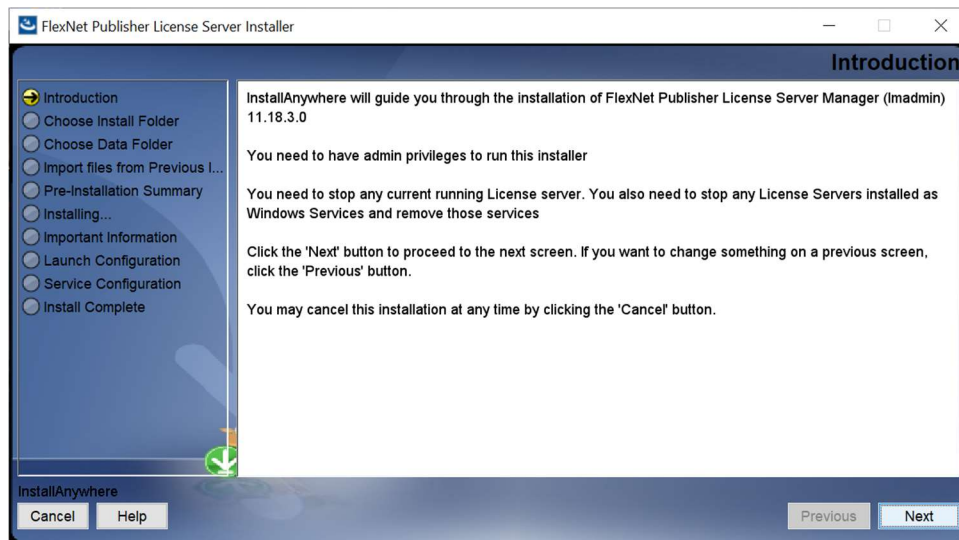 FlexNet Publisher License Server Installer
Introduction
Introduction
Choose Install Folder
Choose Data Folder
Import files from Previous I...
Pre-Installation Summary
Installing...
Important Information
Launch Configuration
Service Configuration
Install Complete
InstallAnywhere will guide you through the installation of FlexNet Publisher License Server Manager (lmadmin)
11.18.3.0
You need to have admin privileges to run this installer
You need to stop any current running License server. You also need to stop any License Servers installed as
Windows Services and remove those services
Click the 'Next' button to proceed to the next screen. If you want to change something on a previous screen,
click the 'Previous' button.
You may cancel this installation at any time by clicking the 'Cancel' button.
InstallAnywhere
Cancel
Help
Previous
Next